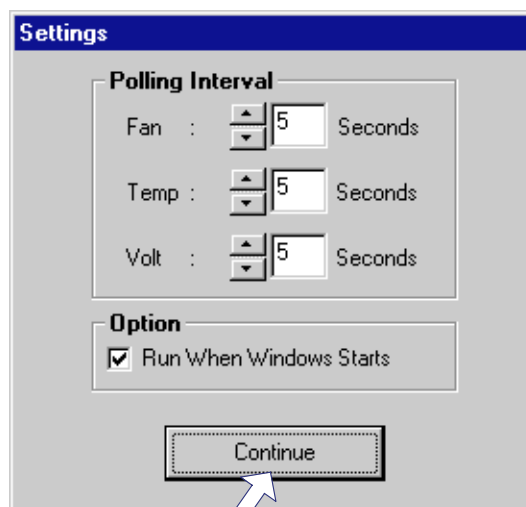 Settings
Polling Interval
Fan : 5 Seconds
Temp : 5 Seconds
Volt : 5 Seconds
Option
Run When Windows Starts
Continue